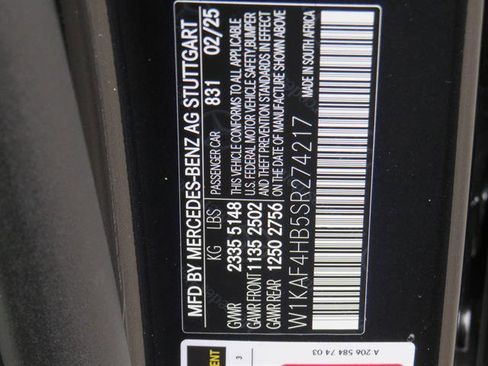 MFD BY MERCEDES-BENZ AG STUTTGART
PASSENGER CAR 831 02/25
THIS VEHICLE CONFORMS TO ALL APPLICABLE
U.S. FEDERAL MOTOR VEHICLE SAFETY, BUMPER
AND THEFT PREVENTION STANDARDS IN EFFECT
ON THE DATE OF MANUFACTURE SHOWN ABOVE
KG LBS
GAWR 2335 5148
GAWR FRONT 1135 2502
GAWR REAR 1250 2756
MADE IN SOUTH AFRICA
W1KAF4HB5SR274217
3
A 206 584 74 03